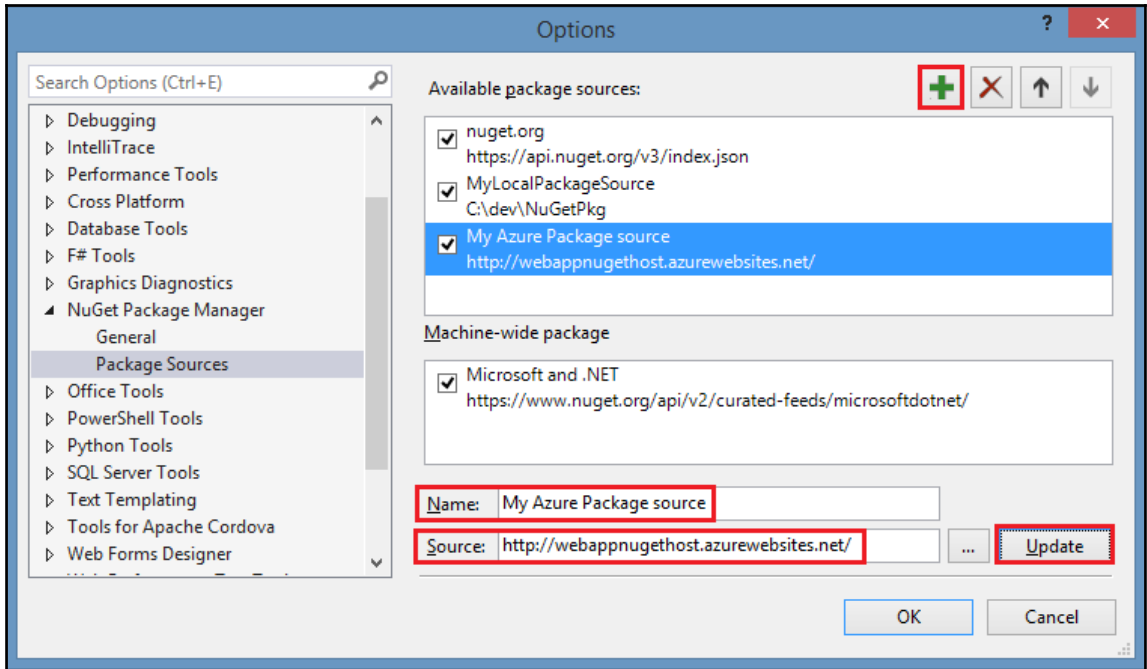 Options
?
Search Options (Ctrl+E)
Debugging
IntelliTrace
Performance Tools
Cross Platform
Database Tools
F# Tools
Graphics Diagnostics
NuGet Package Manager
General
Package Sources
Office Tools
PowerShell Tools
Python Tools
SQL Server Tools
Text Templating
Tools for Apache Cordova
Web Forms Designer
Available package sources:
nuget.org
https://api.nuget.org/v3/index.json
MyLocalPackageSource
C:\dev\NuGetPkg
My Azure Package source
http://webappnugethost.azurewebsites.net/
Machine-wide package
Microsoft and .NET
https://www.nuget.org/api/v2/curated-feeds/microsoftdotnet/
Name: My Azure Package source
Source: http://webappnugethost.azurewebsites.net/ ... Update
OK Cancel